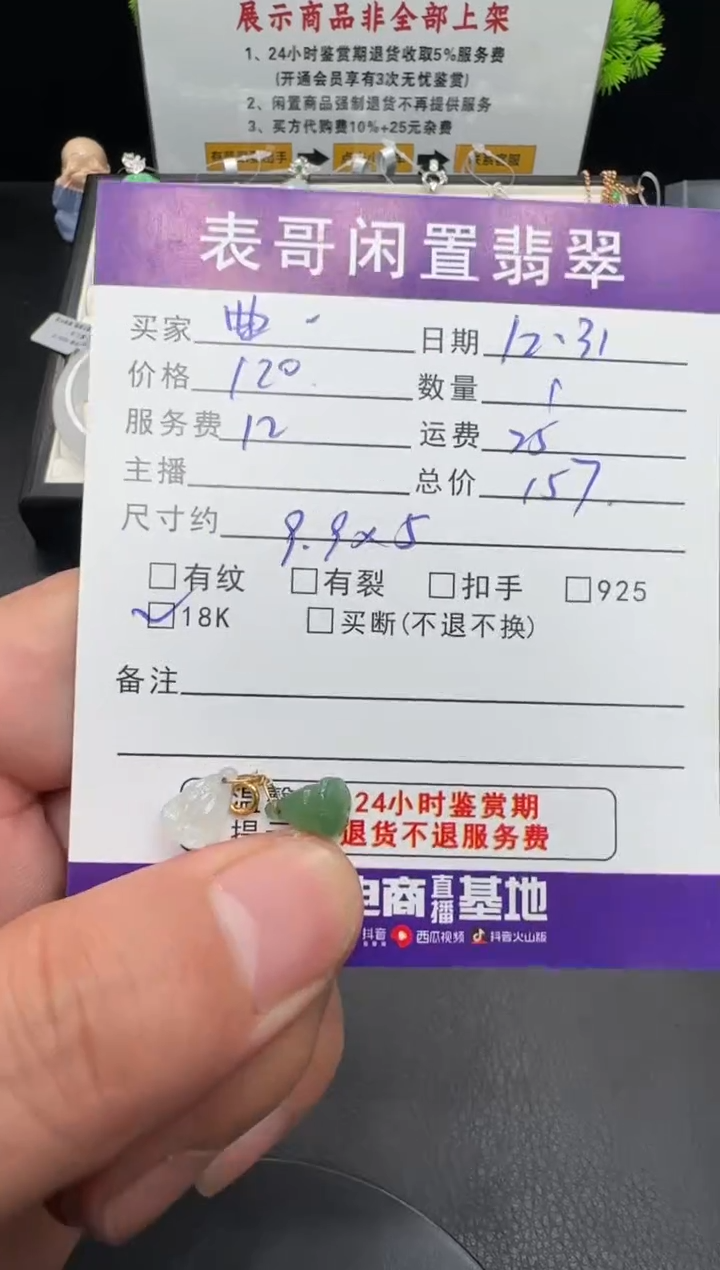 展示商品非全部上架
1、24小时鉴赏期退货收取5%服务费
(开通会员享有3次无忧鉴赏)
2、闲置商品强制退货不再提供服务
3、买方代购费10%+25元杂费
表哥闲置翡翠
买家 曲 日期 12.31
价格 120 数量 1
服务费 12 运费 25
主播 总价 157
尺寸约 9.9×5
有纹 有裂 扣手 925
18K 买断(不退不换)
备注
24小时鉴赏期
退货不退服务费
电商直播基地
抖音 西瓜视频 抖音火山版